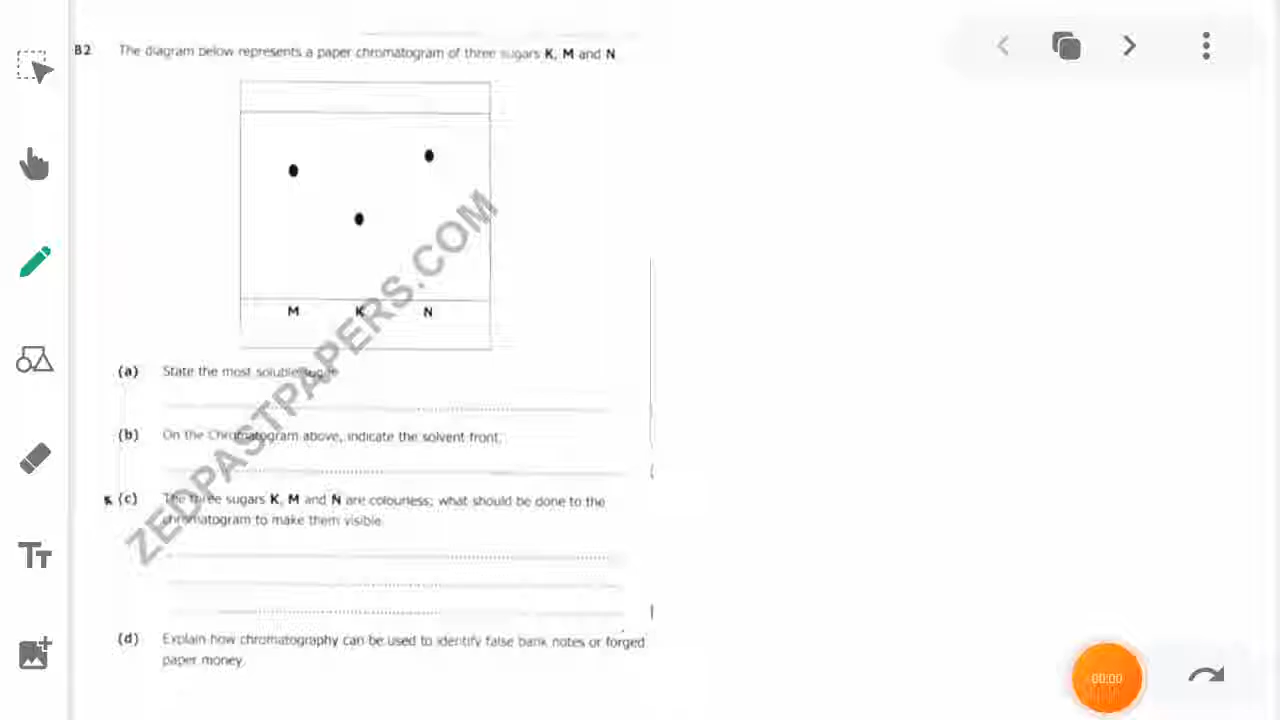 B2 The diagram below represents a paper chromatogram of three sugars K, M and N
M K N
(a) State the most soluble sugar
(b) On the Chromatogram above, indicate the solvent front.
(c) The three sugars K, M and N are colourless; what should be done to the
chromatogram to make them visible.
(d) Explain how chromatography can be used to identify false bank notes or forged
paper money.
ZEDPASTPAPERS.COM
TT
00:00